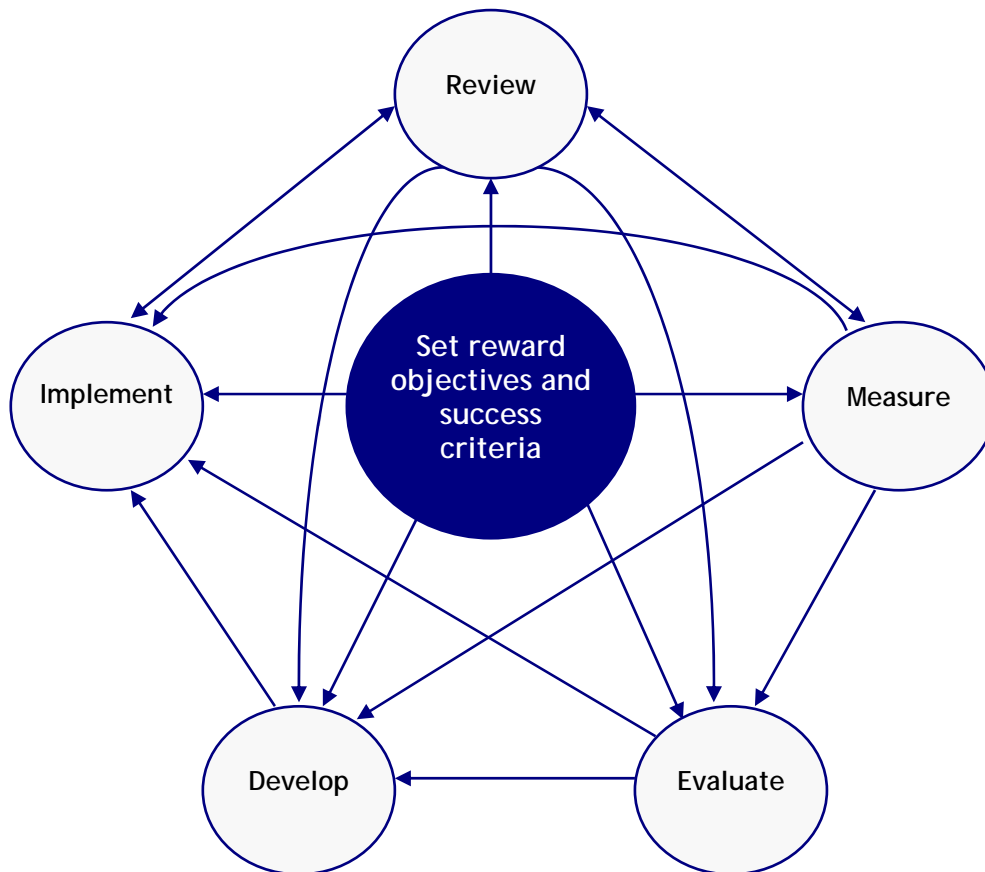 Review
Set reward
objectives and
success
criteria
Implement
Measure
Develop
Evaluate